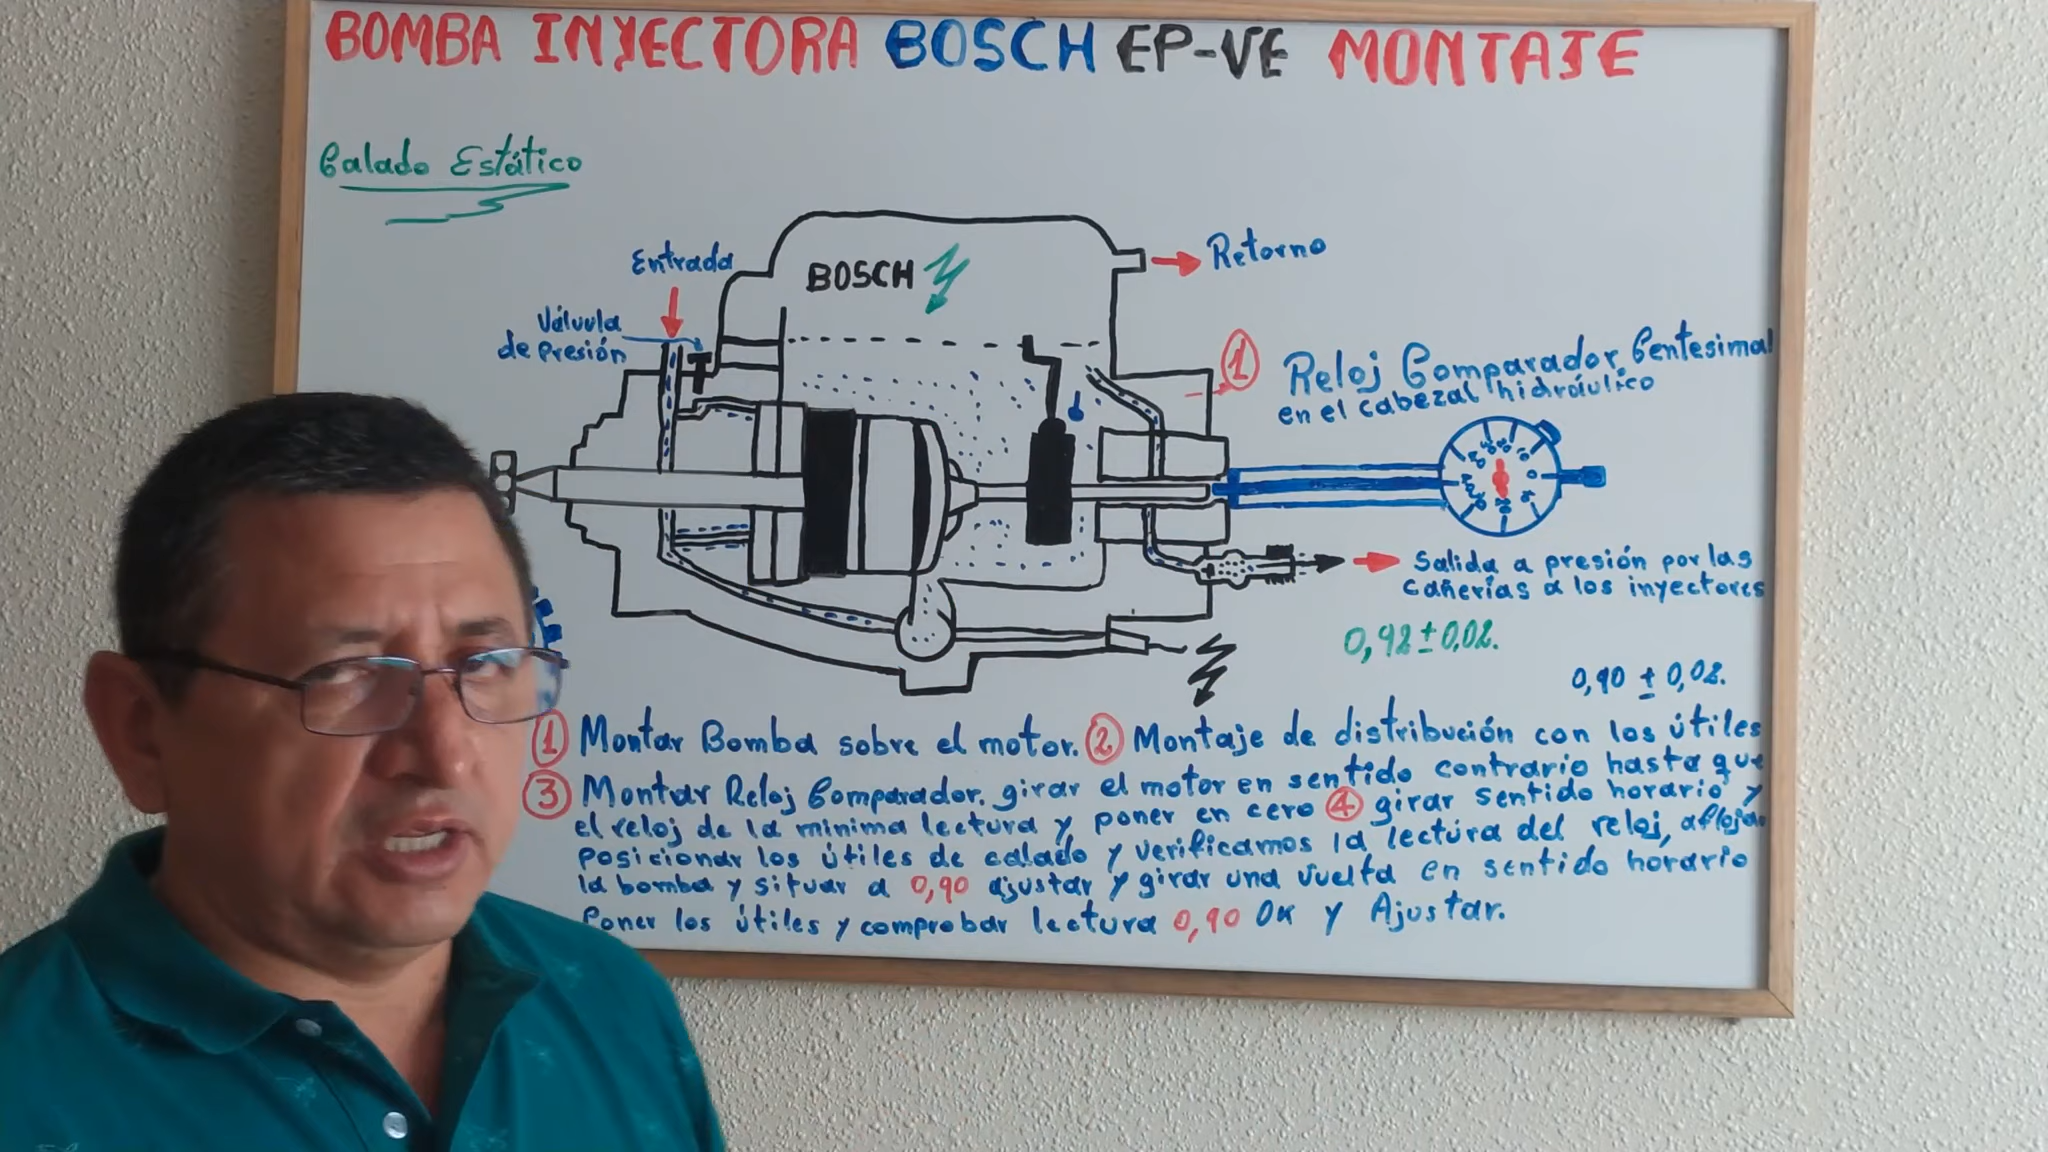 BOMBA INYECTORA BOSCH EP-VE MONTAJE
Calado Estático
Entrada
BOSCH
Retorno
Válvula
de presión
1 Reloj Comparador Centesimal
en el cabezal hidráulico
Salida a presión por las
cañerías a los inyectores
0,92 ± 0,02.
0,90 ± 0,02.
1 Montar Bomba sobre el motor. 2 Montaje de distribución con los útiles
3 Montar Reloj Comparador. girar el motor en sentido contrario hasta que
el reloj de la minima lectura y poner en cero 4 girar sentido horario y
posicionar los útiles de calado y verificamos la lectura del reloj, aflojar
la bomba y situar a 0,90 ajustar y girar una vuelta en sentido horario
Poner los útiles y comprobar lectura 0,90 OK y Ajustar.